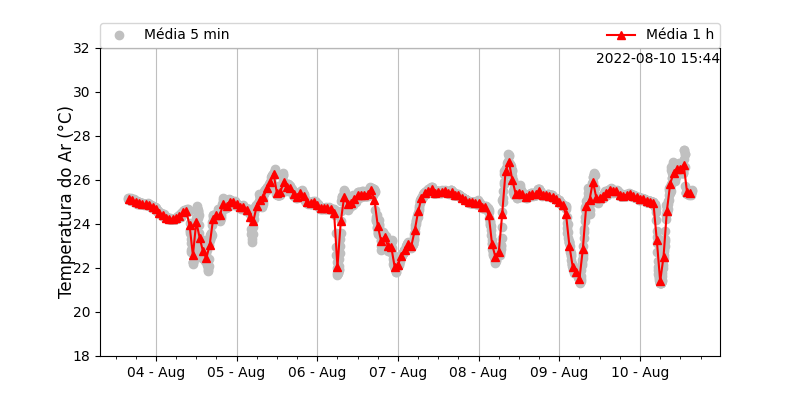 Média 5 min
Média 1 h
2022-08-10 15:44
Temperatura do Ar (°C)
32
30
28
26
24
22
20
18
04 - Aug
05 - Aug
06 - Aug
07 - Aug
08 - Aug
09 - Aug
10 - Aug